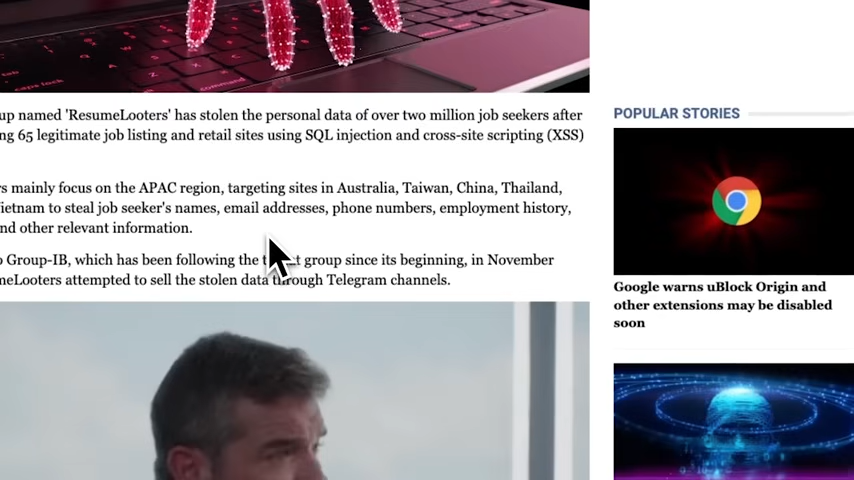 up named 'ResumeLooters' has stolen the personal data of over two million job seekers after
ng 65 legitimate job listing and retail sites using SQL injection and cross-site scripting (XSS)
rs mainly focus on the APAC region, targeting sites in Australia, Taiwan, China, Thailand,
ietnam to steal job seeker's names, email addresses, phone numbers, employment history,
nd other relevant information.
o Group-IB, which has been following the group since its beginning, in November
meLooters attempted to sell the stolen data through Telegram channels.
POPULAR STORIES
Google warns uBlock Origin and
other extensions may be disabled
soon
command
caps lock